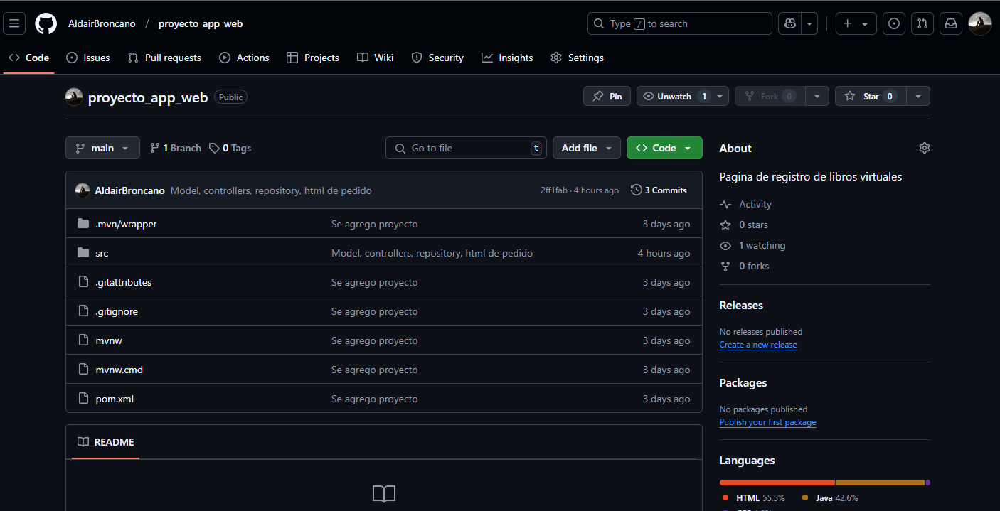 AldairBroncano / proyecto_app_web
Type / to search
Code Issues Pull requests Actions Projects Wiki Security Insights Settings
proyecto_app_web Public
Pin Unwatch 1 Fork 0 Star 0
main 1 Branch 0 Tags Go to file t Add file Code
AldairBroncano Model, controllers, repository, html de pedido 2ff1fab · 4 hours ago 3 Commits
.mvn/wrapper Se agrego proyecto 3 days ago
src Model, controllers, repository, html de pedido 4 hours ago
.gitattributes Se agrego proyecto 3 days ago
.gitignore Se agrego proyecto 3 days ago
mvnw Se agrego proyecto 3 days ago
mvnw.cmd Se agrego proyecto 3 days ago
pom.xml Se agrego proyecto 3 days ago
README
About
Pagina de registro de libros virtuales
Activity
0 stars
1 watching
0 forks
Releases
No releases published
Create a new release
Packages
No packages published
Publish your first package
Languages
HTML 55.5% Java 42.6%